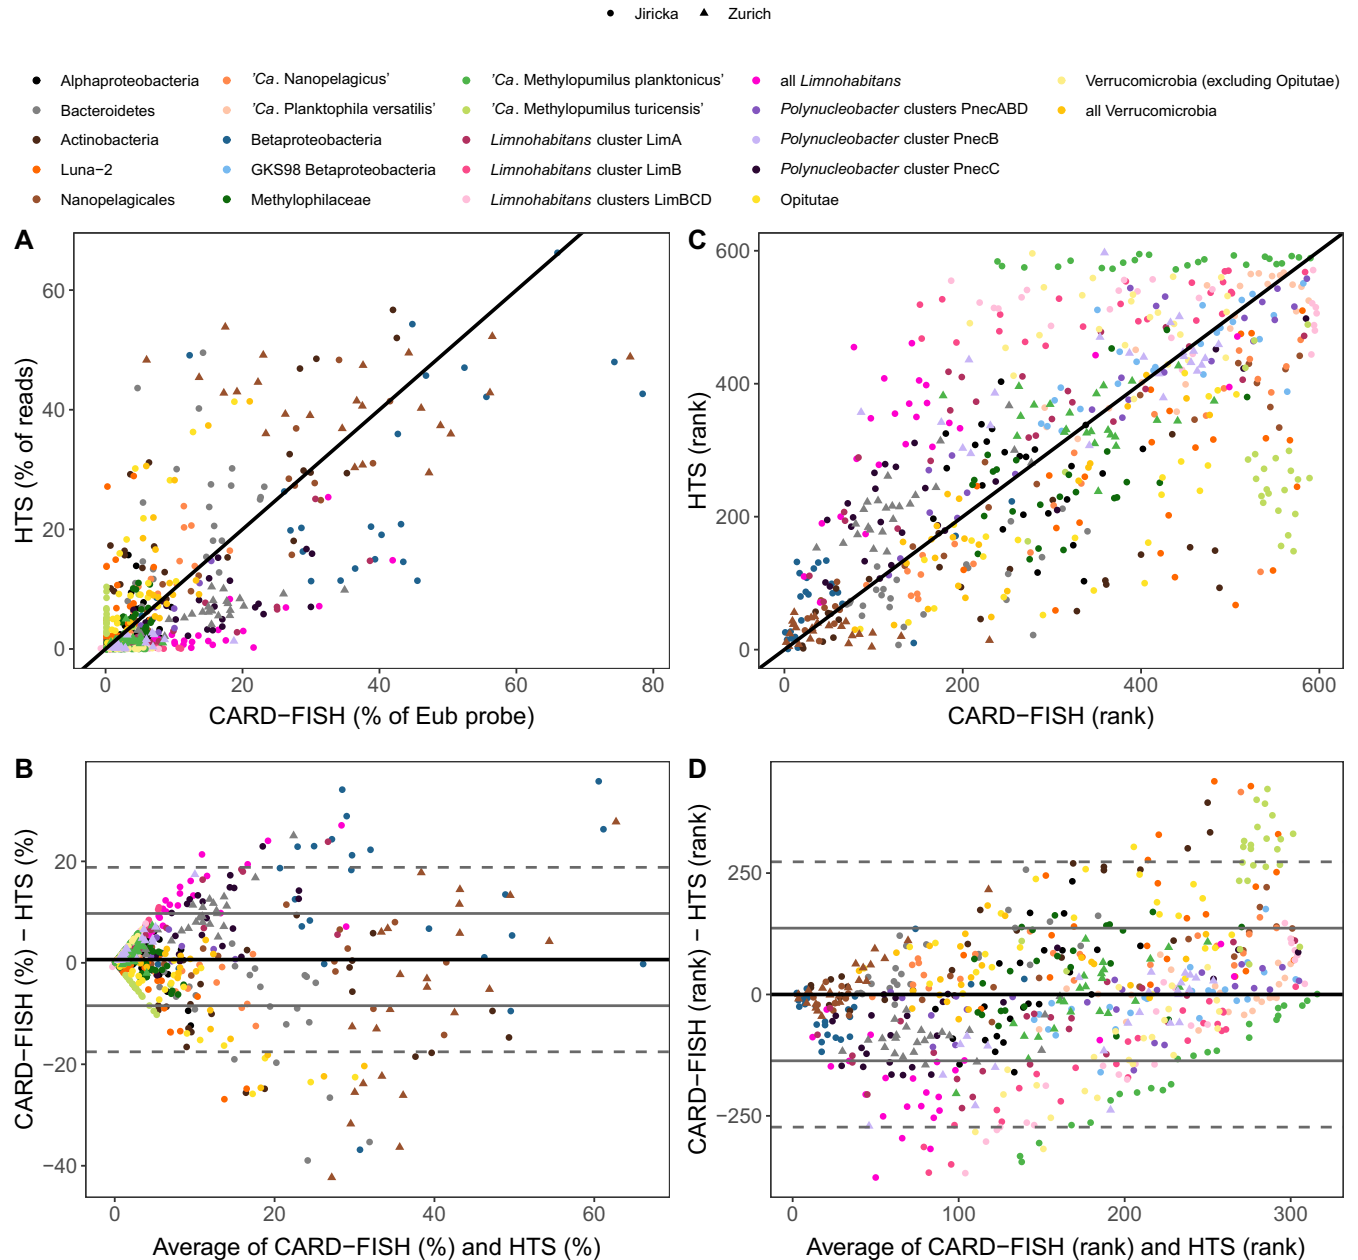 Jiricka Zurich
Alphaproteobacteria
Bacteroidetes
Actinobacteria
Luna−2
Nanopelagicales
'Ca. Nanopelagicus'
'Ca. Planktophila versatilis'
Betaproteobacteria
GKS98 Betaproteobacteria
Methylophilaceae
'Ca. Methylopumilus planktonicus'
'Ca. Methylopumilus turicensis'
Limnohabitans cluster LimA
Limnohabitans cluster LimB
Limnohabitans clusters LimBCD
all Limnohabitans
Polynucleobacter clusters PnecABD
Polynucleobacter cluster PnecB
Polynucleobacter cluster PnecC
Opitutae
Verrucomicrobia (excluding Opitutae)
all Verrucomicrobia
A
HTS (% of reads)
60
40
20
0
0 20 40 60 80
CARD−FISH (% of Eub probe)
C
HTS (rank)
600
400
200
0
0 200 400 600
CARD−FISH (rank)
B
CARD−FISH (%) − HTS (%)
20
0
−20
−40
0 20 40 60
Average of CARD−FISH (%) and HTS (%)
D
CARD−FISH (rank) − HTS (rank)
250
0
−250
0 100 200 300
Average of CARD−FISH (rank) and HTS (rank)